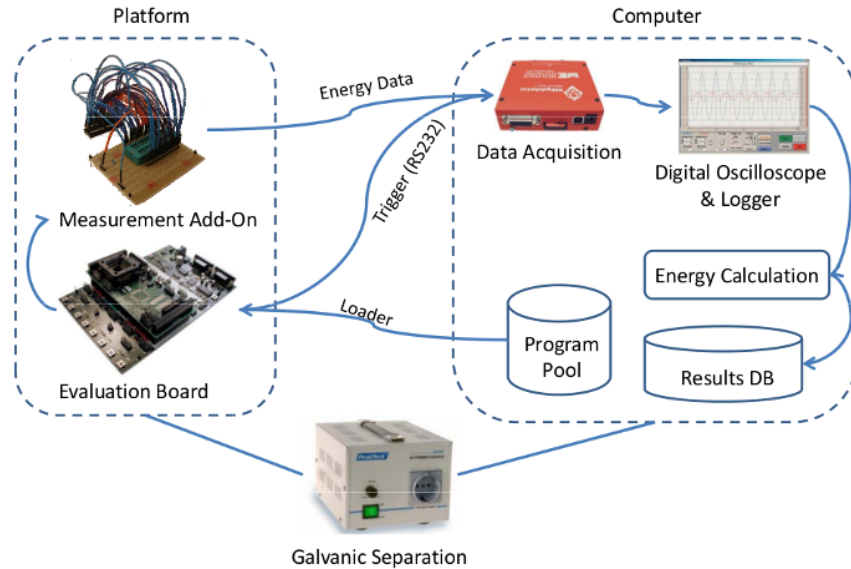 Platform
Computer
Energy Data
Trigger (RS232)
Data Acquisition
Digital Oscilloscope
& Logger
Measurement Add-On
Loader
Energy Calculation
Program
Pool
Results DB
Evaluation Board
PeakTech
Galvanic Separation